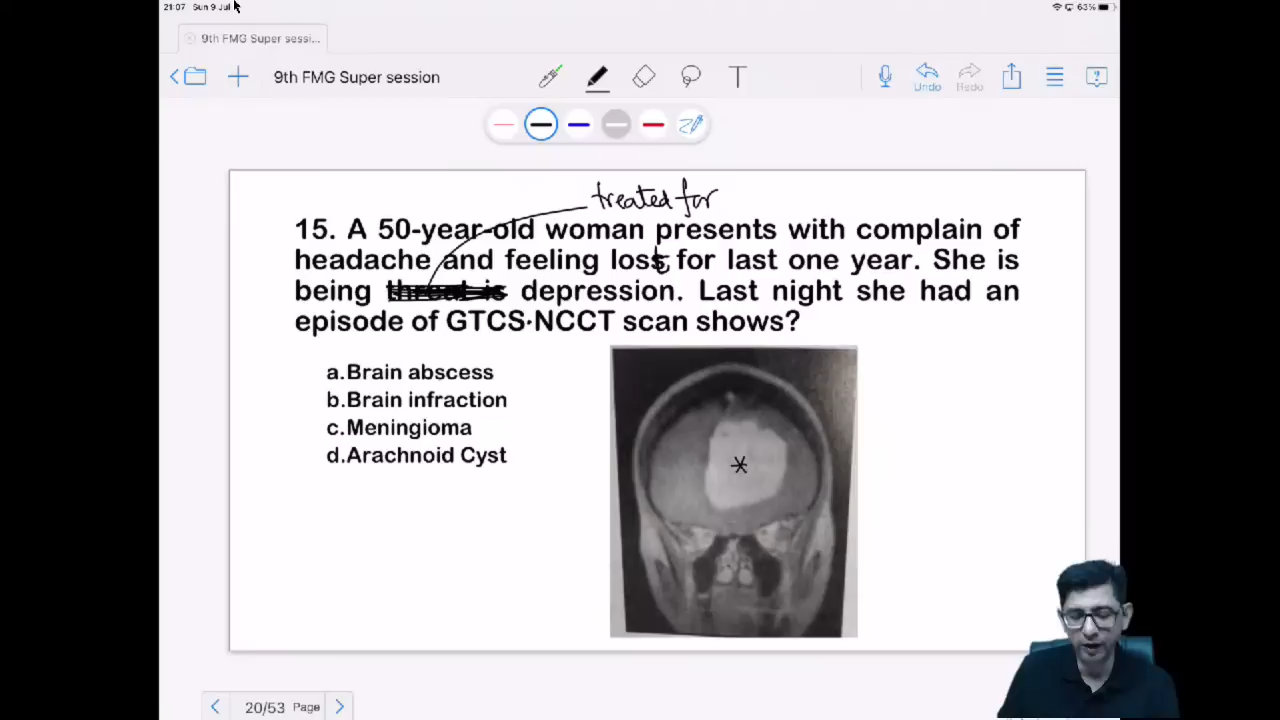 21:07 Sun 9 Jul
63%
9th FMG Super sessi...
9th FMG Super session
T
Undo
Redo
?
treated for
15. A 50-year-old woman presents with complain of
headache and feeling lost for last one year. She is
being threat is depression. Last night she had an
episode of GTCS·NCCT scan shows?
a.Brain abscess
b.Brain infraction
c.Meningioma
d.Arachnoid Cyst
*
20/53 Page